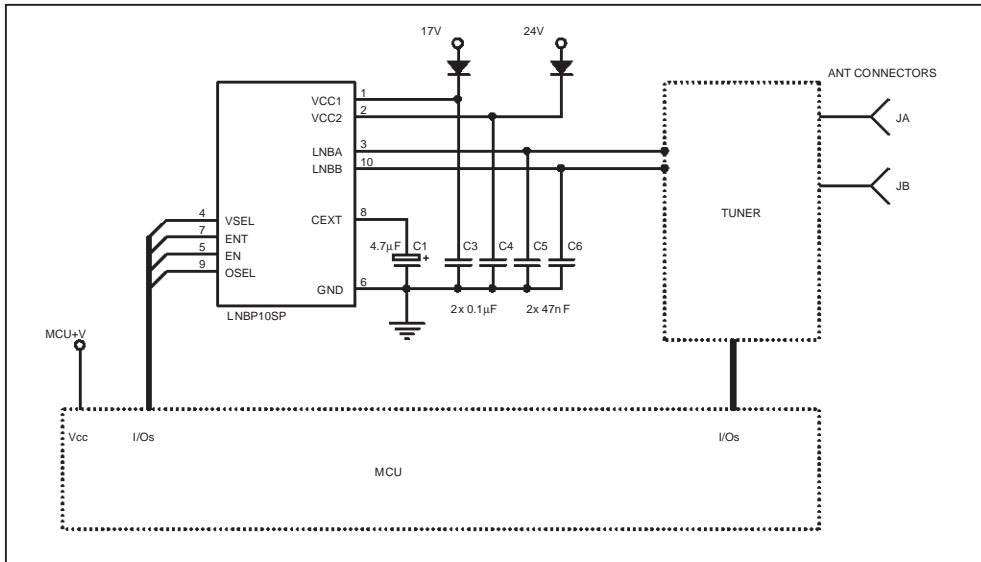 17V
24V
ANT CONNECTORS
VCC1
1
VCC2
2
JA
LNBA
3
LNBB
10
JB
TUNER
4
VSEL
CEXT
8
7
ENT
5
EN
4.7µF
C1
+
C3
C4
C5
C6
9
OSEL
GND
6
2x 0.1µF
2x 47nF
LNBP10SP
MCU+V
Vcc
I/Os
I/Os
MCU